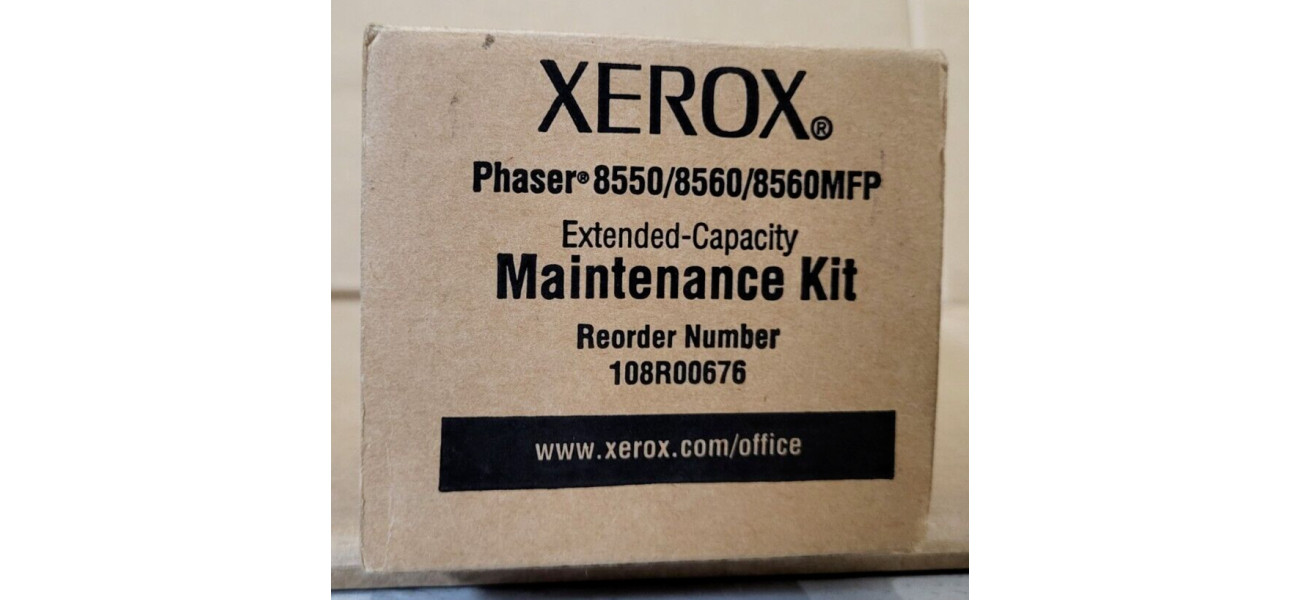 XEROX®
Phaser® 8550/8560/8560MFP
Extended-Capacity
Maintenance Kit
Reorder Number
108R00676
www.xerox.com/office